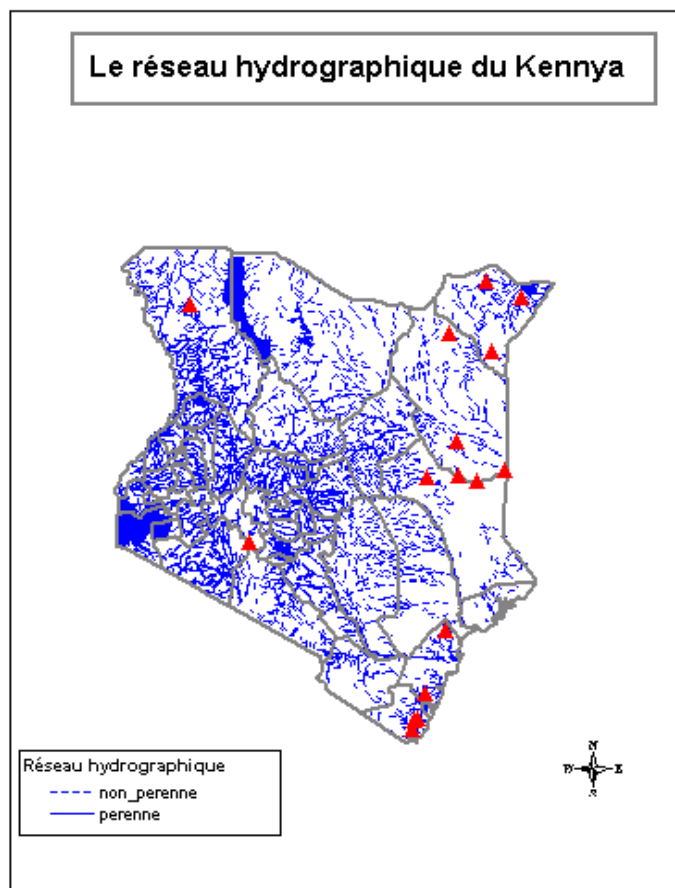 Le réseau hydrographique du Kennya
Réseau hydrographique
non_perenne
perenne
N
W E
S